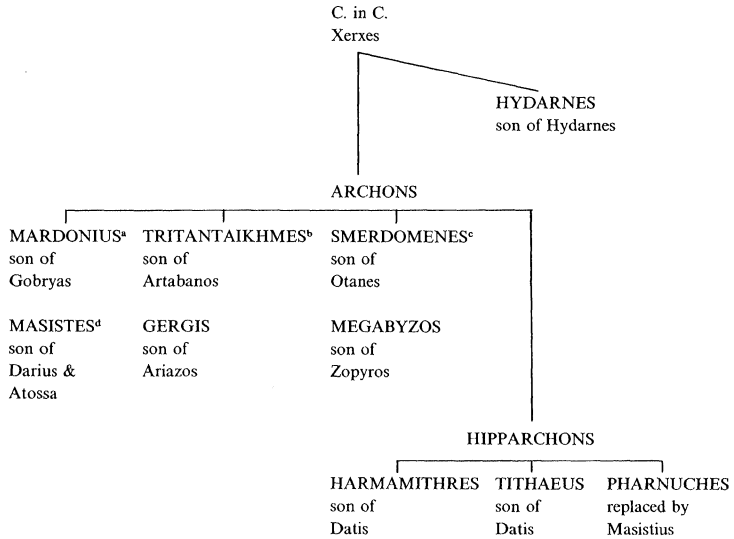 C. in C.
Xerxes
HYDARNES
son of Hydarnes
ARCHONS
MARDONIUSᵃ TRITANTAIKHMESᵇ SMERDOMENESᶜ
son of son of son of
Gobryas Artabanos Otanes
MASISTESᵈ GERGIS MEGABYZOS
son of son of son of
Darius & Ariazos Zopyros
Atossa
HIPPARCHONS
HARMAMITHRES TITHAEUS PHARNUCHES
son of son of replaced by
Datis Datis Masistius